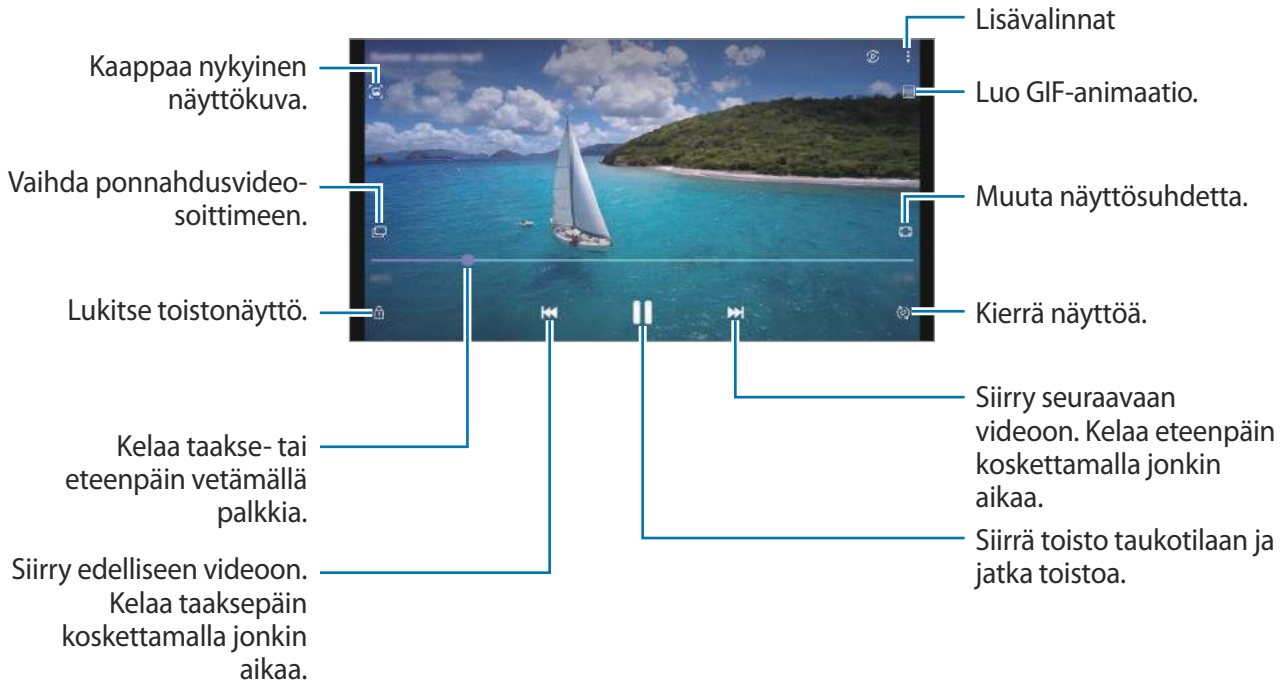 Kaappaa nykyinen
näyttökuva.
Vaihda ponnahdusvideo-
soittimeen.
Lukitse toistonäyttö.
Kelaa taakse- tai
eteenpäin vetämällä
palkkia.
Siirry edelliseen videoon.
Kelaa taaksepäin
koskettamalla jonkin
aikaa.
Lisävalinnat
Luo GIF-animaatio.
Muuta näyttösuhdetta.
Kierrä näyttöä.
Siirry seuraavaan
videoon. Kelaa eteenpäin
koskettamalla jonkin
aikaa.
Siirrä toisto taukotilaan ja
jatka toistoa.